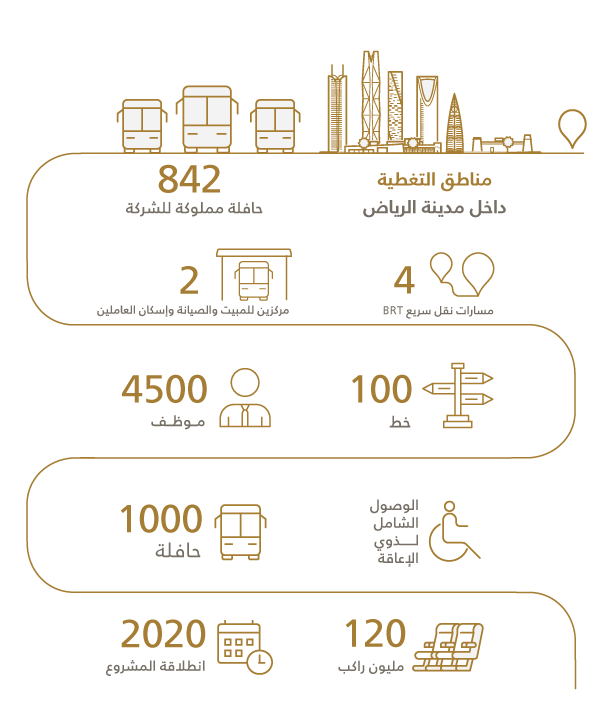 مناطق التغطية
داخل مدينة الرياض
842
حافلة مملوكة للشركة
4
مسارات نقل سريع BRT
2
مركزين للمبيت والصيانة وإسكان العاملين
100
خط
4500
مـوظـف
الوصول
الشامل
لــــذوي
الإعاقة
1000
حافلة
120
مليون راكب
2020
انطلاقة المشروع